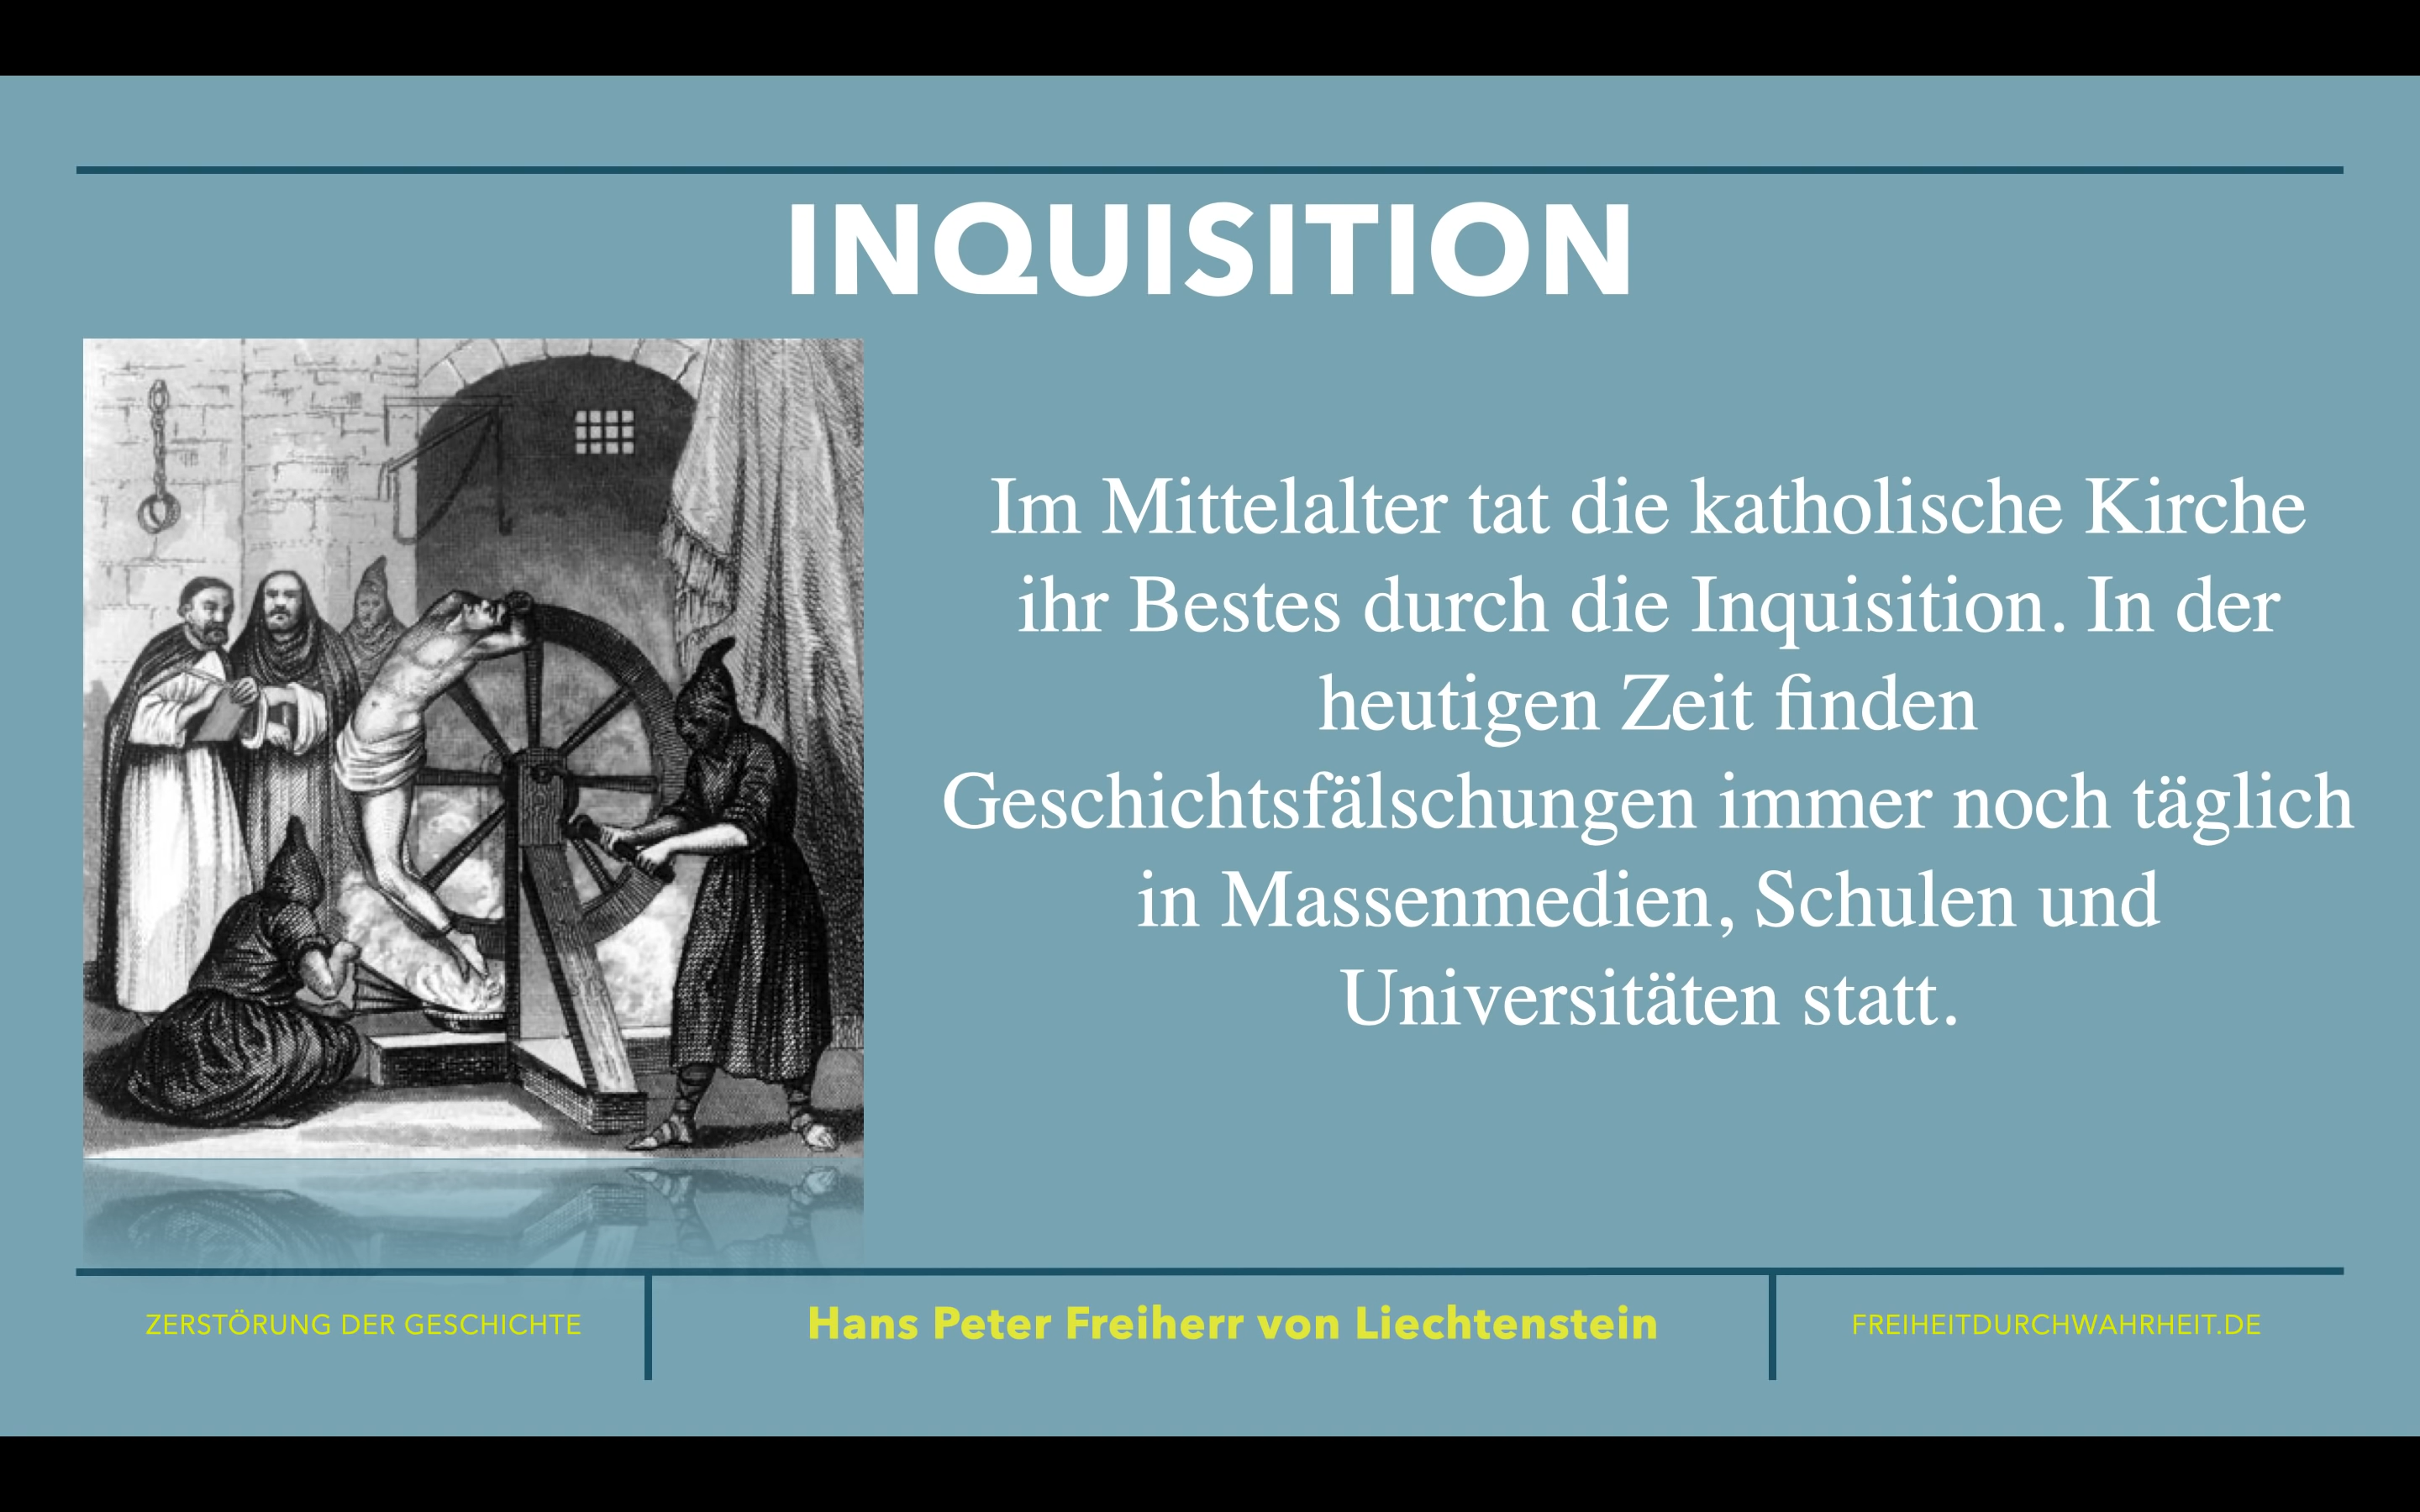 INQUISITION
Im Mittelalter tat die katholische Kirche
ihr Bestes durch die Inquisition. In der
heutigen Zeit finden
Geschichtsfälschungen immer noch täglich
in Massenmedien, Schulen und
Universitäten statt.
ZERSTÖRUNG DER GESCHICHTE
Hans Peter Freiherr von Liechtenstein
FREIHEITDURCHWAHRHEIT.DE